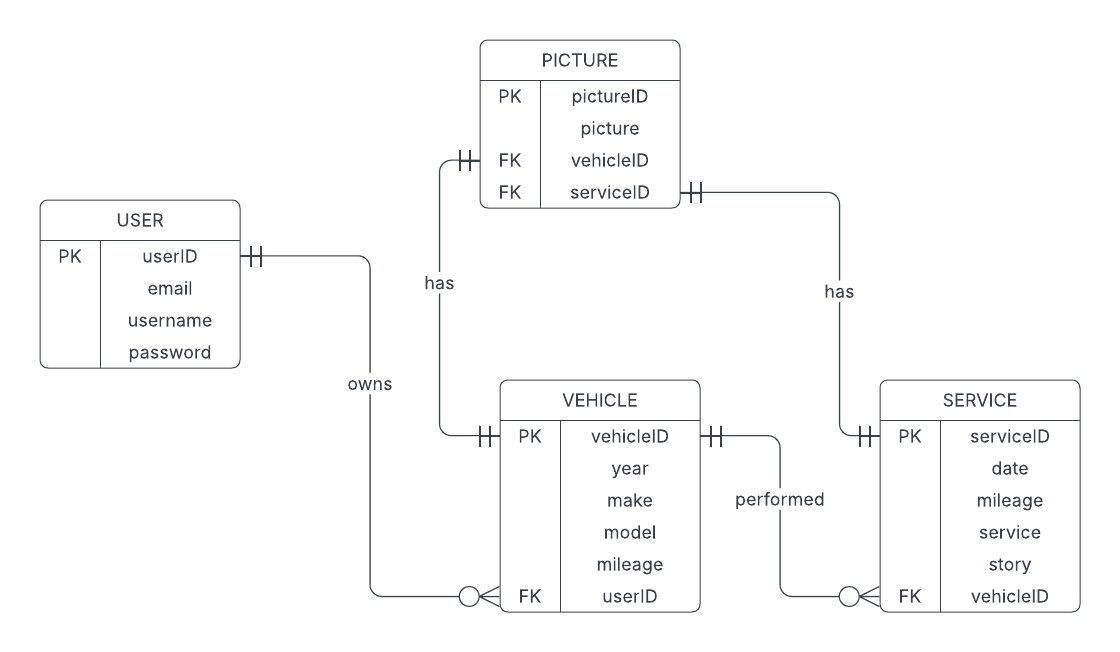 PICTURE
PK pictureID
picture
FK vehicleID
FK serviceID
USER
PK userID
email
username
password
has
has
owns
VEHICLE
PK vehicleID
year
make
model
mileage
FK userID
performed
SERVICE
PK serviceID
date
mileage
service
story
FK vehicleID